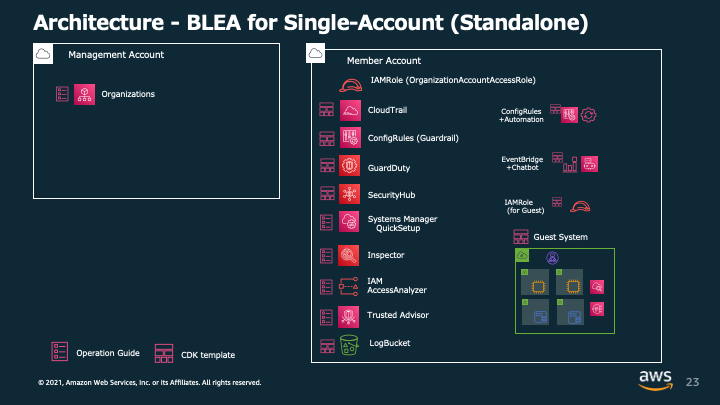 Architecture - BLEA for Single-Account (Standalone)
Management Account
Organizations
Member Account
IAMRole (OrganizationAccountAccessRole)
CloudTrail
ConfigRules (Guardrail)
GuardDuty
SecurityHub
Systems Manager
QuickSetup
Inspector
IAM
AccessAnalyzer
Trusted Advisor
LogBucket
ConfigRules
+Automation
EventBridge
+Chatbot
IAMRole
(for Guest)
Guest System
Operation Guide
CDK template
© 2021, Amazon Web Services, Inc. or its Affiliates. All rights reserved.
aws
23